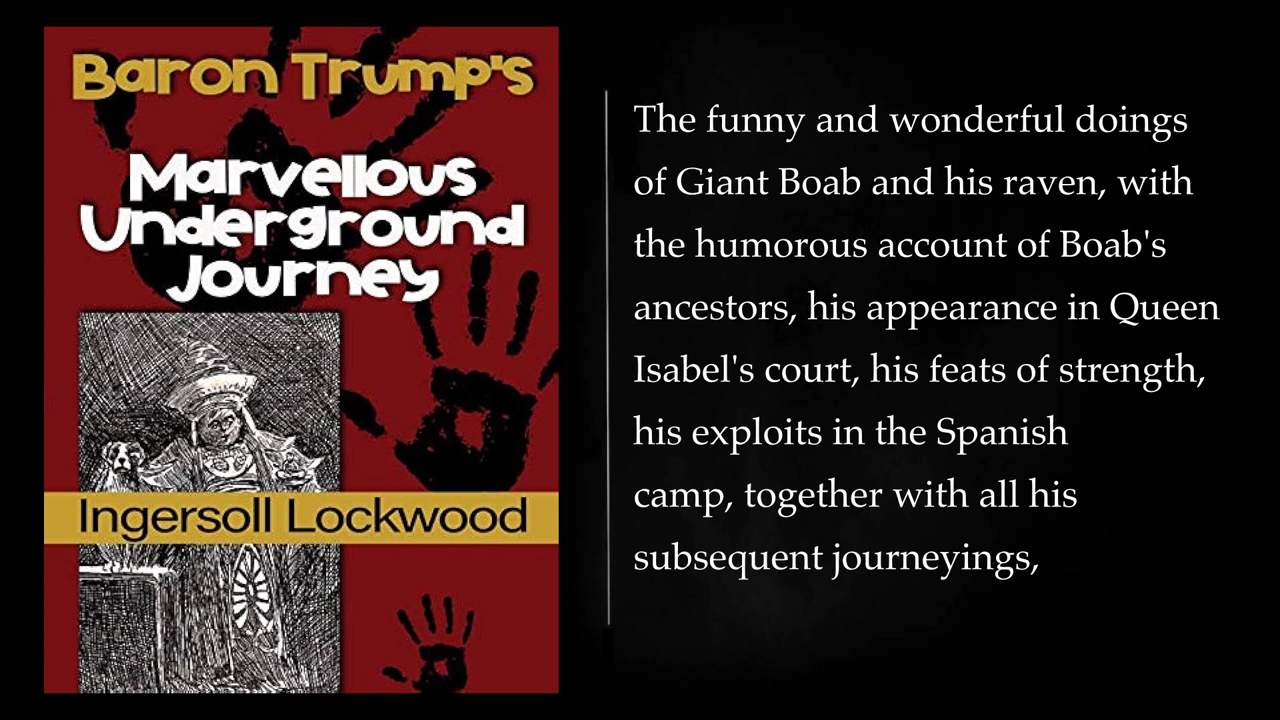 Baron Trump's
Marvellous
Underground
Journey
Ingersoll Lockwood
The funny and wonderful doings
of Giant Boab and his raven, with
the humorous account of Boab's
ancestors, his appearance in Queen
Isabel's court, his feats of strength,
his exploits in the Spanish
camp, together with all his
subsequent journeyings,